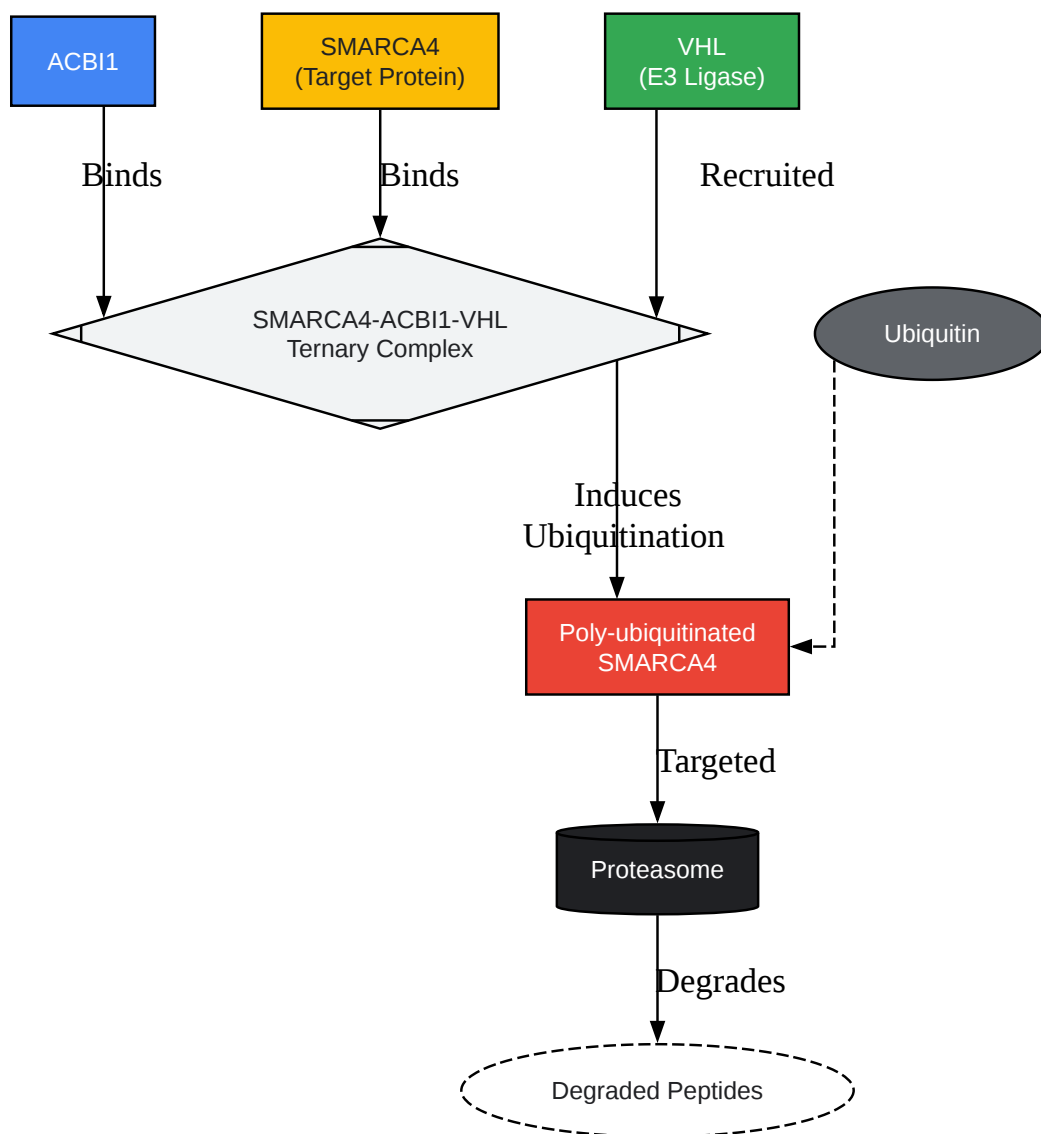 ACBI1
SMARCA4
(Target Protein)
VHL
(E3 Ligase)
Binds
Binds
Recruited
SMARCA4-ACBI1-VHL
Ternary Complex
Ubiquitin
Induces
Ubiquitination
Poly-ubiquitinated
SMARCA4
Targeted
Proteasome
Degrades
Degraded Peptides